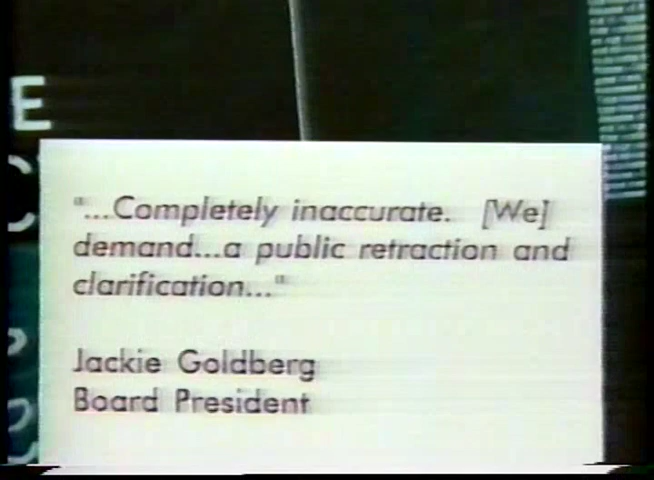 E
"...Completely inaccurate. [We]
demand...a public retraction and
clarification..."
Jackie Goldberg
Board President